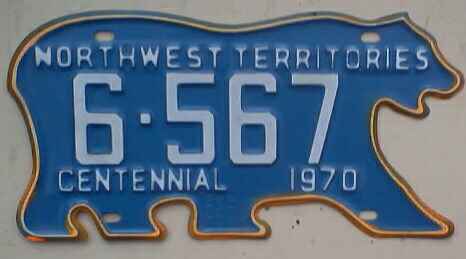 NORTHWEST TERRITORIES
6·567
CENTENNIAL 1970